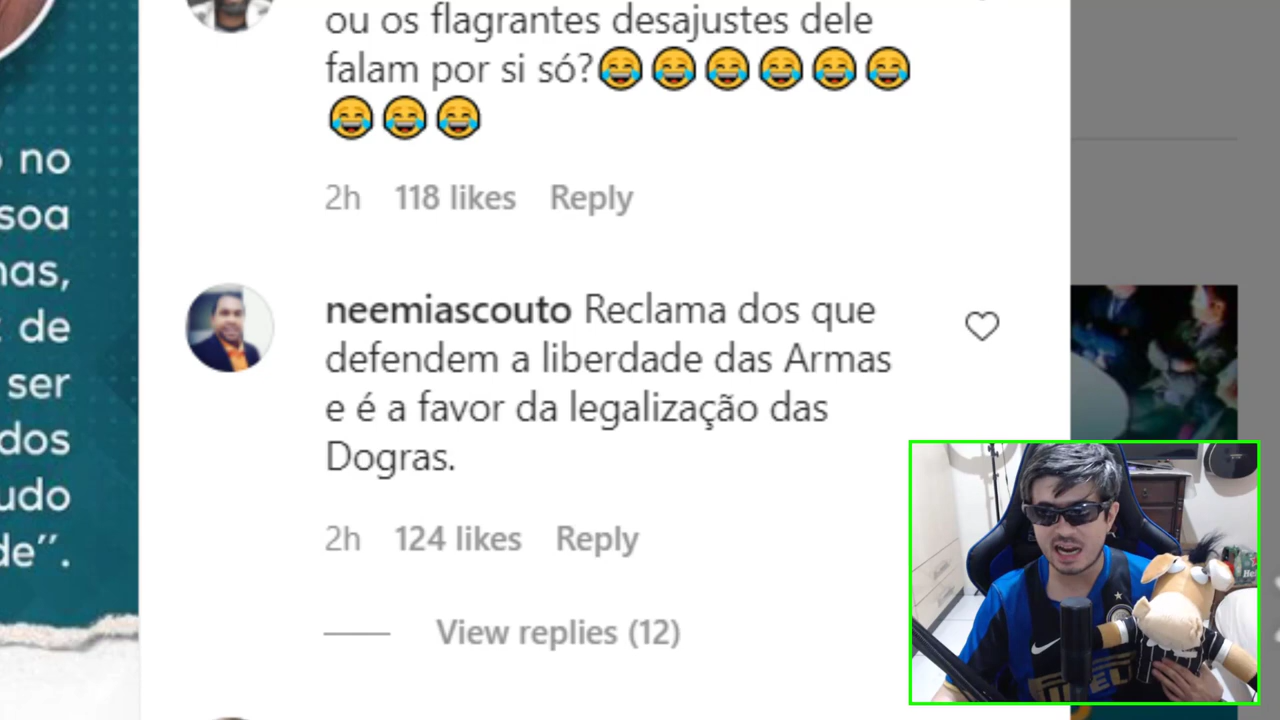 ou os flagrantes desajustes dele
falam por si só?😂😂😂😂😂😂
😂😂😂
2h 118 likes Reply
neemiascouto Reclama dos que
defendem a liberdade das Armas
e é a favor da legalização das
Dogras.
2h 124 likes Reply
View replies (12)
no
soa
nas,
de
ser
dos
udo
de”.